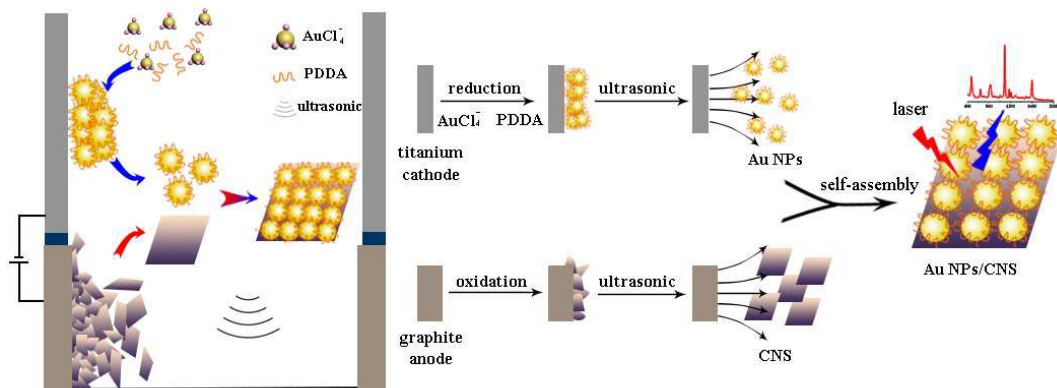 AuCl₄⁻
PDDA
ultrasonic
reduction
AuCl₄⁻
PDDA
ultrasonic
titanium
cathode
Au NPs
oxidation
ultrasonic
graphite
anode
CNS
self-assembly
laser
Au NPs/CNS